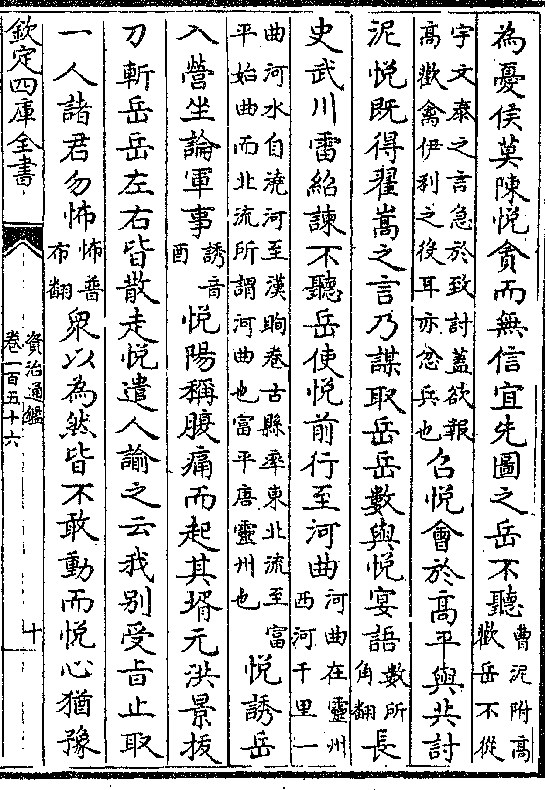 為憂侯莫陳悅貪而無信宜先圖之岳不聽曹泥附高歡岳不從
宇文泰之言急於致討蓋欲報高歡禽伊利之後耳亦忿兵也召悅會於高平與共討
泥悅既得翟嵩之言乃謀取岳岳數與悅宴語數所角翻長
史武川雷紹諫不聽岳使悅前行至河曲河曲在靈州西河千里一
曲河水自澆河至漢眴卷古縣率東北流至富平始曲而北流所謂河曲也富平唐靈州也悅誘岳
入營坐論軍事誘音酉悅陽稱腹痛而起其壻元洪景拔
刀斬岳岳左右皆散走悅遣人諭之云我别受㫖止取
一人諸君勿怖怖普布翻衆以為然皆不敢動而悅心猶豫
欽定四庫全書
資治通鑑
卷一百五十六
十